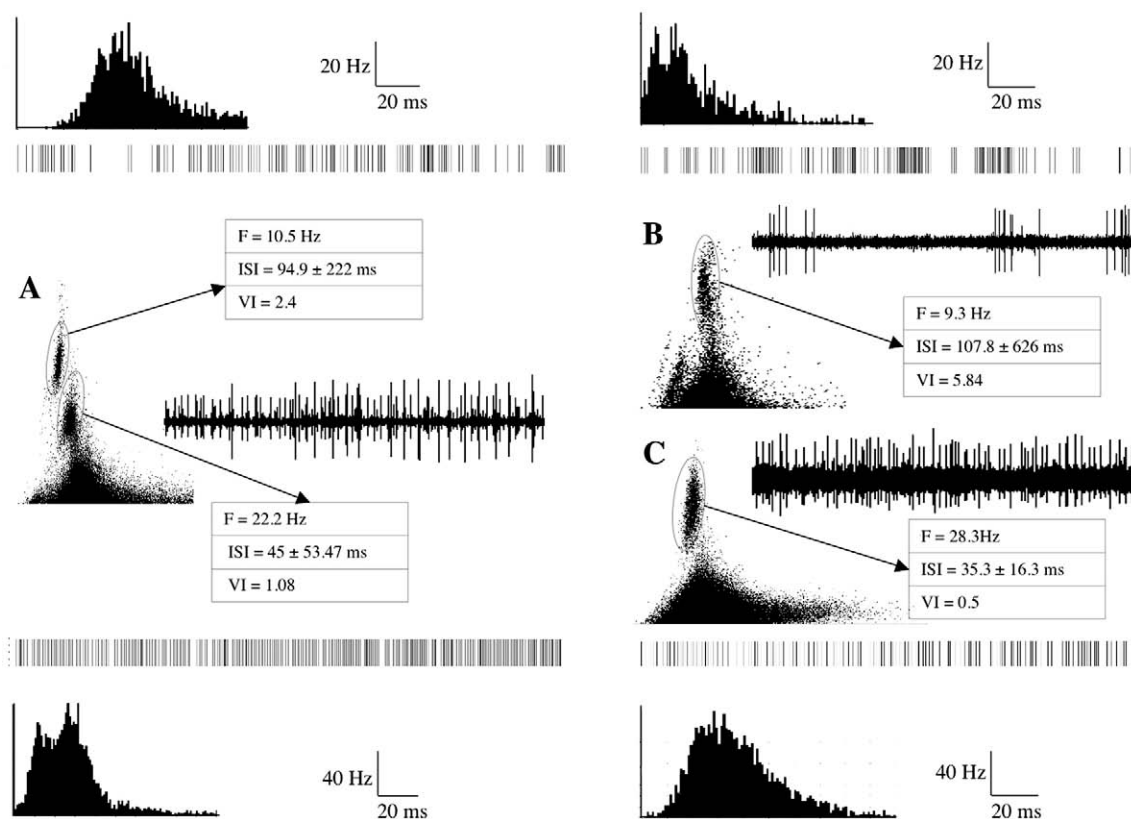 20 Hz
20 ms
20 Hz
20 ms
A
F = 10.5 Hz
ISI = 94.9 ± 222 ms
VI = 2.4
F = 22.2 Hz
ISI = 45 ± 53.47 ms
VI = 1.08
B
F = 9.3 Hz
ISI = 107.8 ± 626 ms
VI = 5.84
C
F = 28.3Hz
ISI = 35.3 ± 16.3 ms
VI = 0.5
40 Hz
20 ms
40 Hz
20 ms